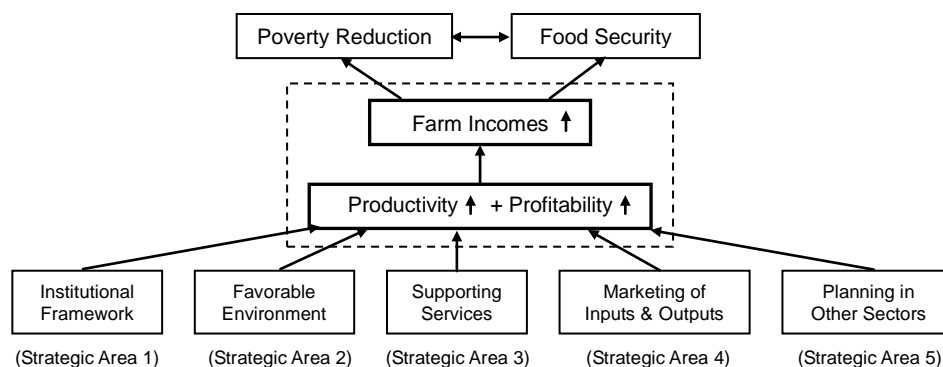 Poverty Reduction
Food Security
Farm Incomes
Productivity + Profitability
Institutional
Framework
Favorable
Environment
Supporting
Services
Marketing of
Inputs & Outputs
Planning in
Other Sectors
(Strategic Area 1)
(Strategic Area 2)
(Strategic Area 3)
(Strategic Area 4)
(Strategic Area 5)